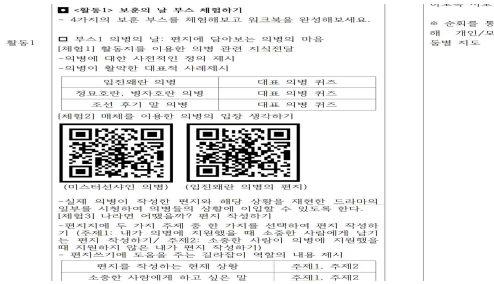 ■ <활동1> 보훈의 날 부스 체험하기
- 4가지의 보훈 부스를 체험해보고 워크북을 완성해보세요.
활동1
□ 부스1 의병의 날: 편지에 담아보는 의병의 마음
[체험1] 활동지를 이용한 의병 관련 지식전달
-의병에 대한 사전적인 정의 제시
-의병이 활약한 대표적 사례제시
임진왜란 의병 대표 의병 퀴즈
정묘호란, 병자호란 의병 대표 의병 퀴즈
조선 후기 말 의병 대표 의병 퀴즈
[체험2] 매체를 이용한 의병의 입장 생각하기
(미스터선샤인 의병) (임진왜란 의병의 편지)
-실제 의병이 작성한 편지와 해당 상황을 재현한 드라마의
일부를 시청하여 의병들의 상황에 이입할 수 있도록 한다.
[체험3] 나라면 어땠을까? 편지 작성하기
-편지지에 두 가지 주제 중 한 가지를 선택하여 편지 작성하
기 (주제1: 내가 의병에 지원했을 때 소중한 사람에게 남기
는 편지 작성하기/ 주제2: 소중한 사람이 의병에 지원했을
때 지원하지 않은 내가 편지 작성하기)
- 편지쓰기에 도움을 주는 길라잡이 역할의 내용 제시
편지를 작성하는 현재 상황 주제1, 주제2
소중한 사람에게 하고 싶은 말 주제1, 주제2
※ 순회를 통
해 개인/모
둠별 지도